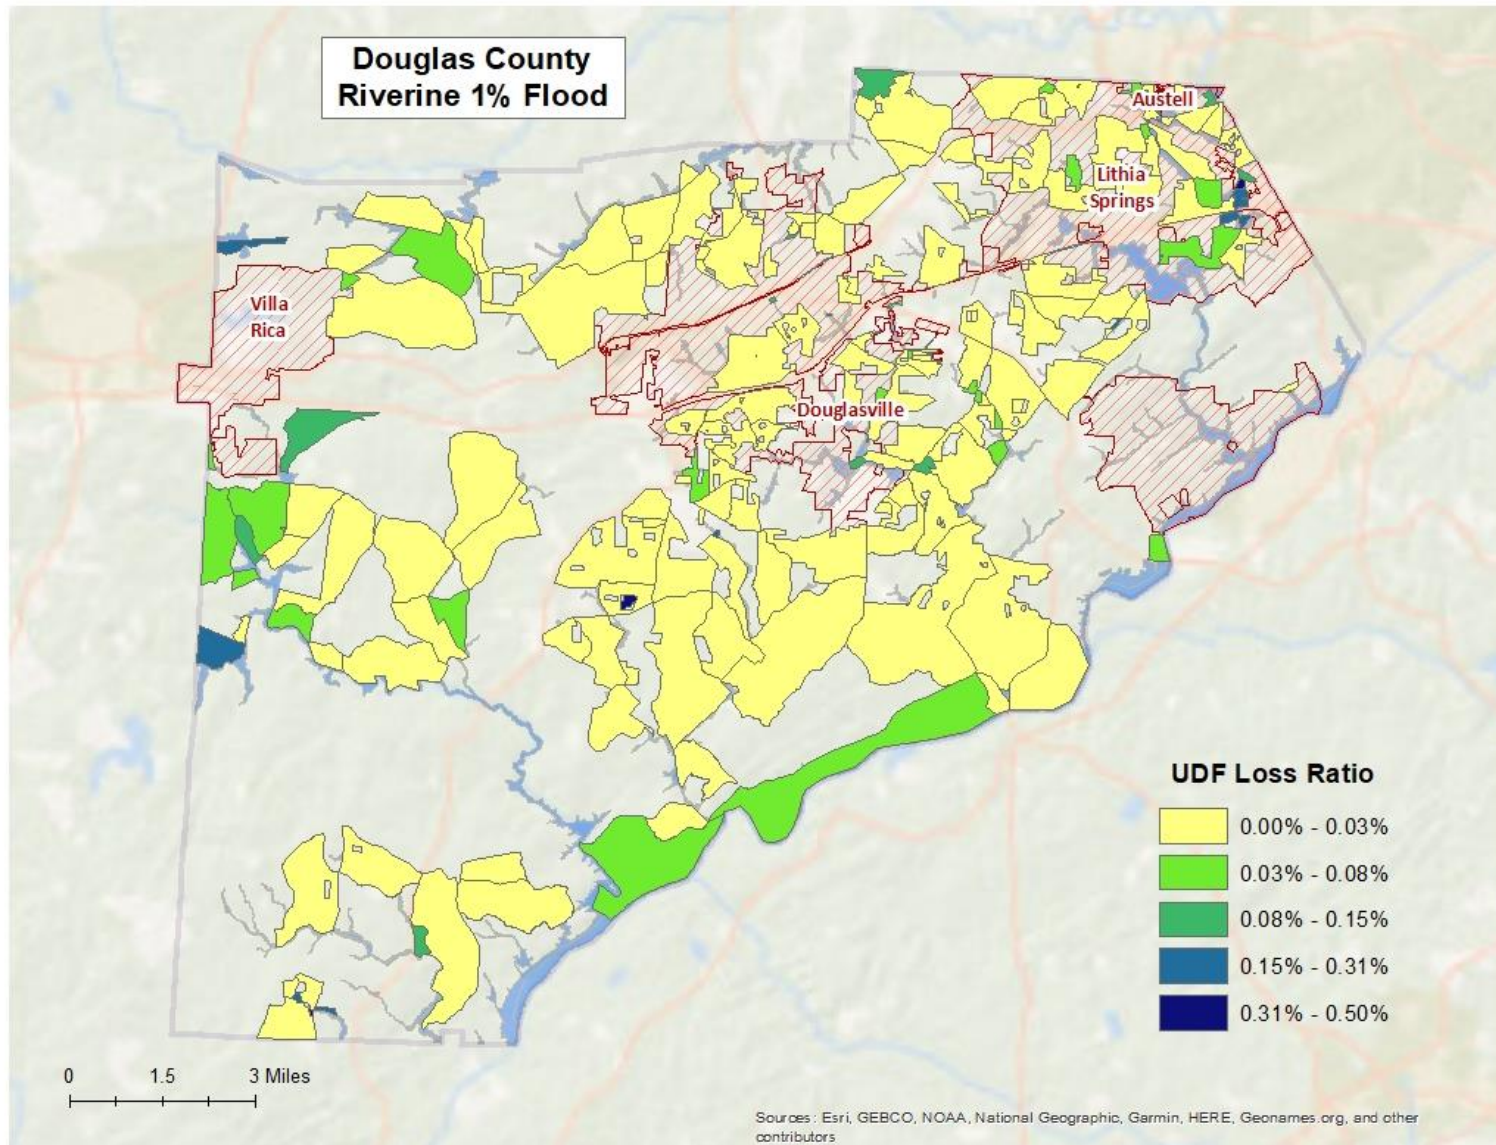 Douglas County
Riverine 1% Flood
Austell
Lithia
Springs
Villa
Rica
Douglasville
UDF Loss Ratio
0.00% - 0.03%
0.03% - 0.08%
0.08% - 0.15%
0.15% - 0.31%
0.31% - 0.50%
0 1.5 3 Miles
Sources: Esri, GEBCO, NOAA, National Geographic, Garmin, HERE, Geonames.org, and other
contributors